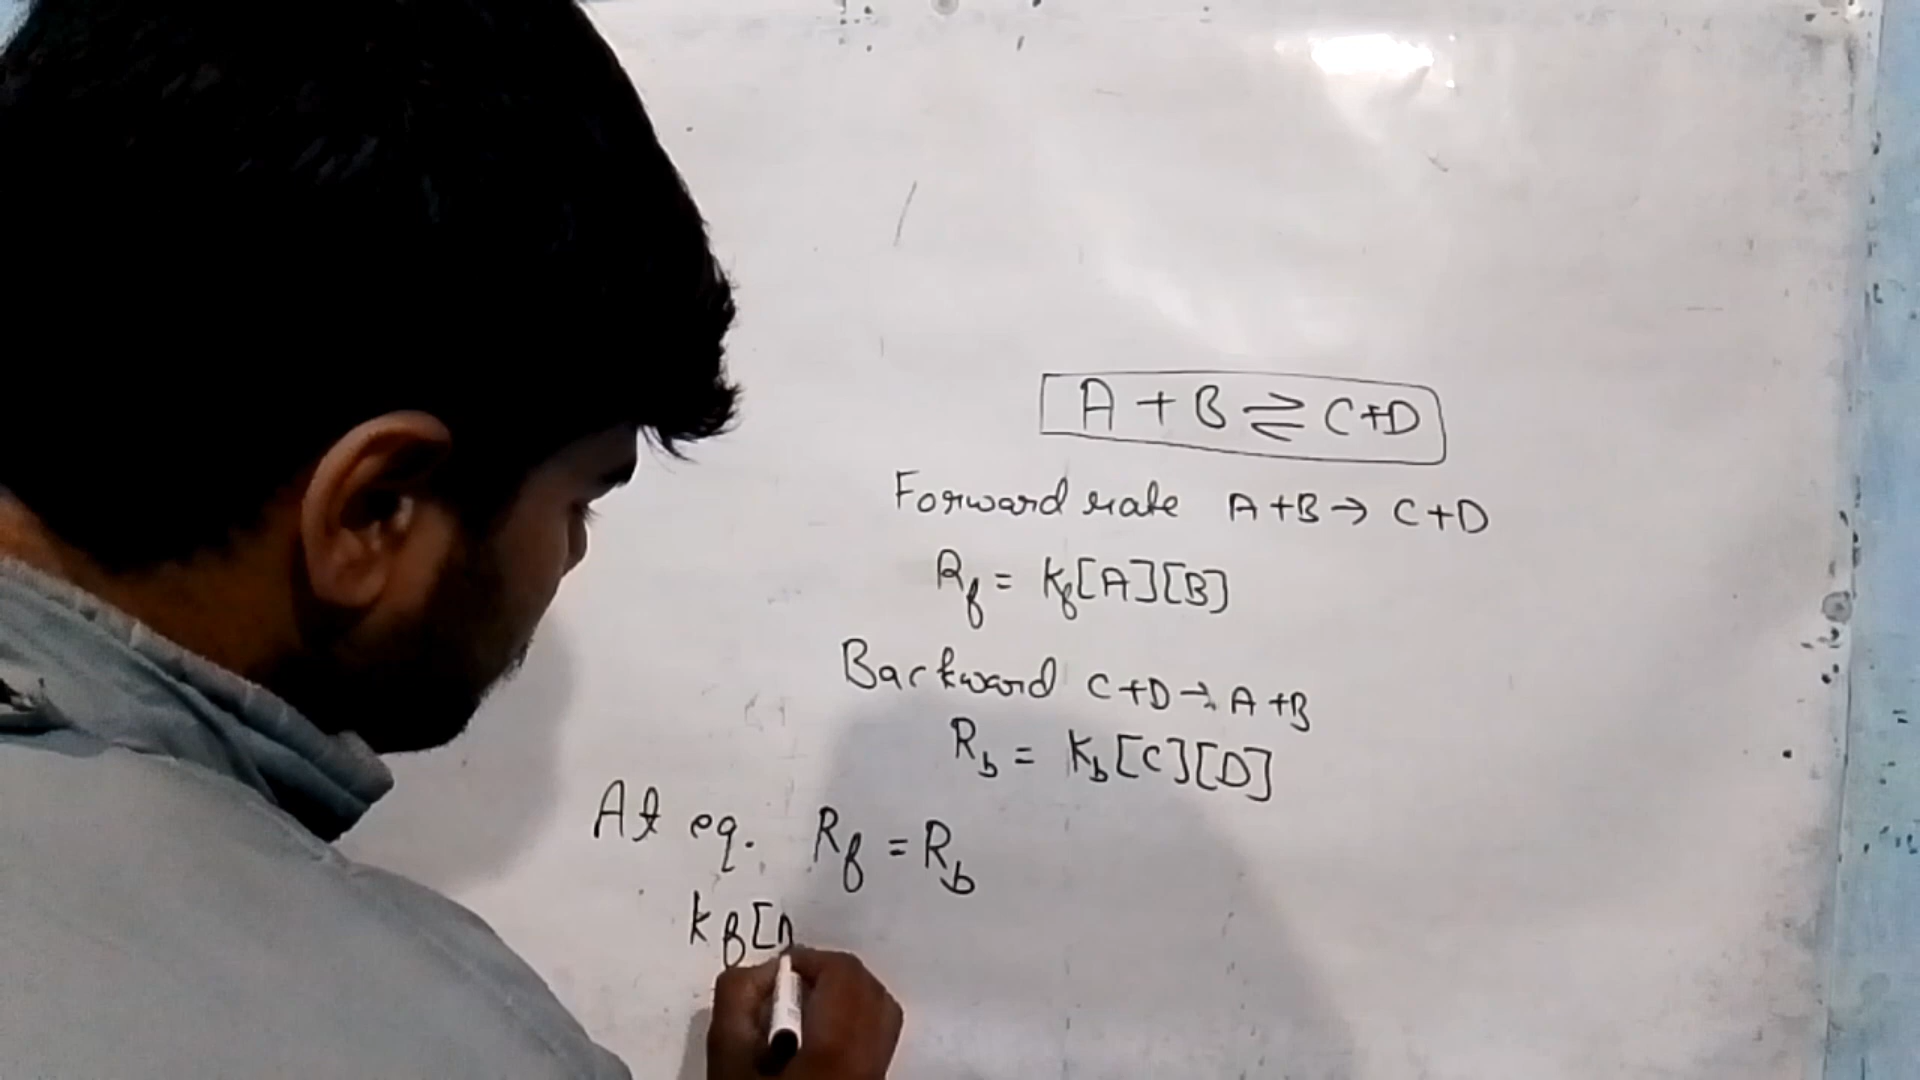 A + B ⇌ C+D
Forward rate A+B→ C+D
Rf = Kf[A][B]
Backward C+D→ A+B
Rb = Kb[C][D]
At eq. Rf = Rb
kf[A